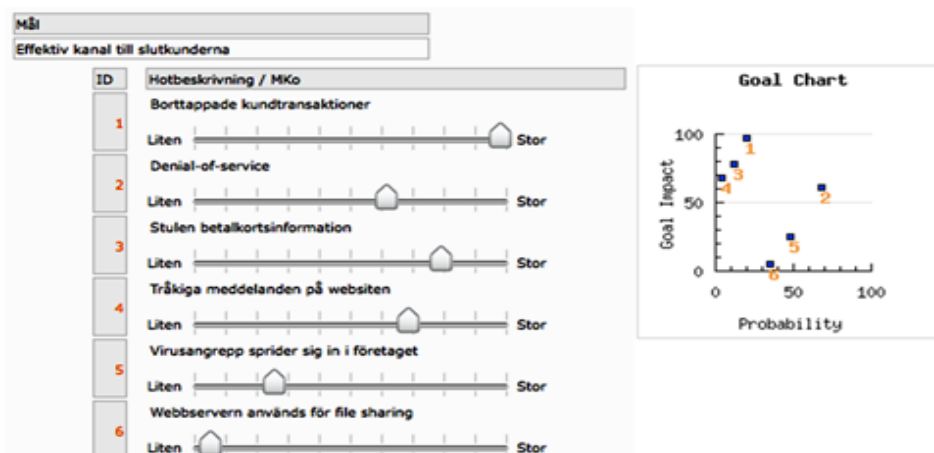 Mål
Effektiv kanal till slutkunderna
ID Hotbeskrivning / MKo
1 Borttappade kundtransaktioner
Liten Stor
2 Denial-of-service
Liten Stor
3 Stulen betalkortsinformation
Liten Stor
4 Tråkiga meddelanden på websiten
Liten Stor
5 Virusangrepp sprider sig in i företaget
Liten Stor
6 Webbservern används för file sharing
Liten Stor
Goal Chart
Goal Impact
100
50
0
1
3
4
2
5
6
0 50 100
Probability